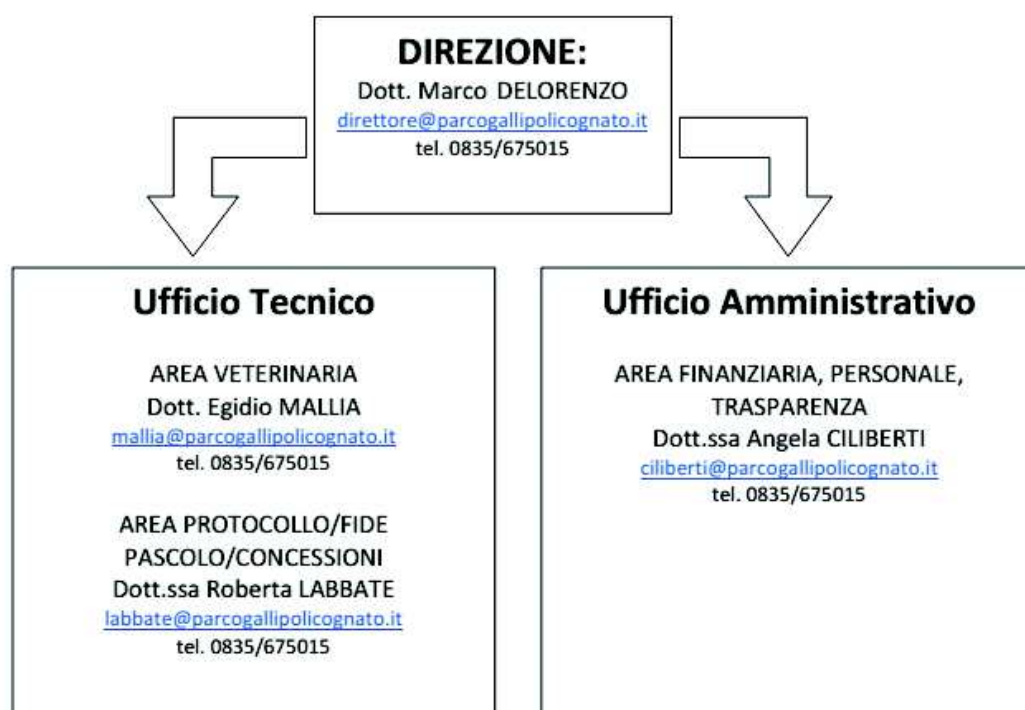 DIREZIONE:
Dott. Marco DELORENZO
direttore@parcogallipolicognato.it
tel. 0835/675015
Ufficio Tecnico
AREA VETERINARIA
Dott. Egidio MALLIA
mallia@parcogallipolicognato.it
tel. 0835/675015
AREA PROTOCOLLO/FIDE
PASCOLO/CONCESSIONI
Dott.ssa Roberta LABBATE
labbate@parcogallipolicognato.it
tel. 0835/675015
Ufficio Amministrativo
AREA FINANZIARIA, PERSONALE,
TRASPARENZA
Dott.ssa Angela CILIBERTI
ciliberti@parcogallipolicognato.it
tel. 0835/675015